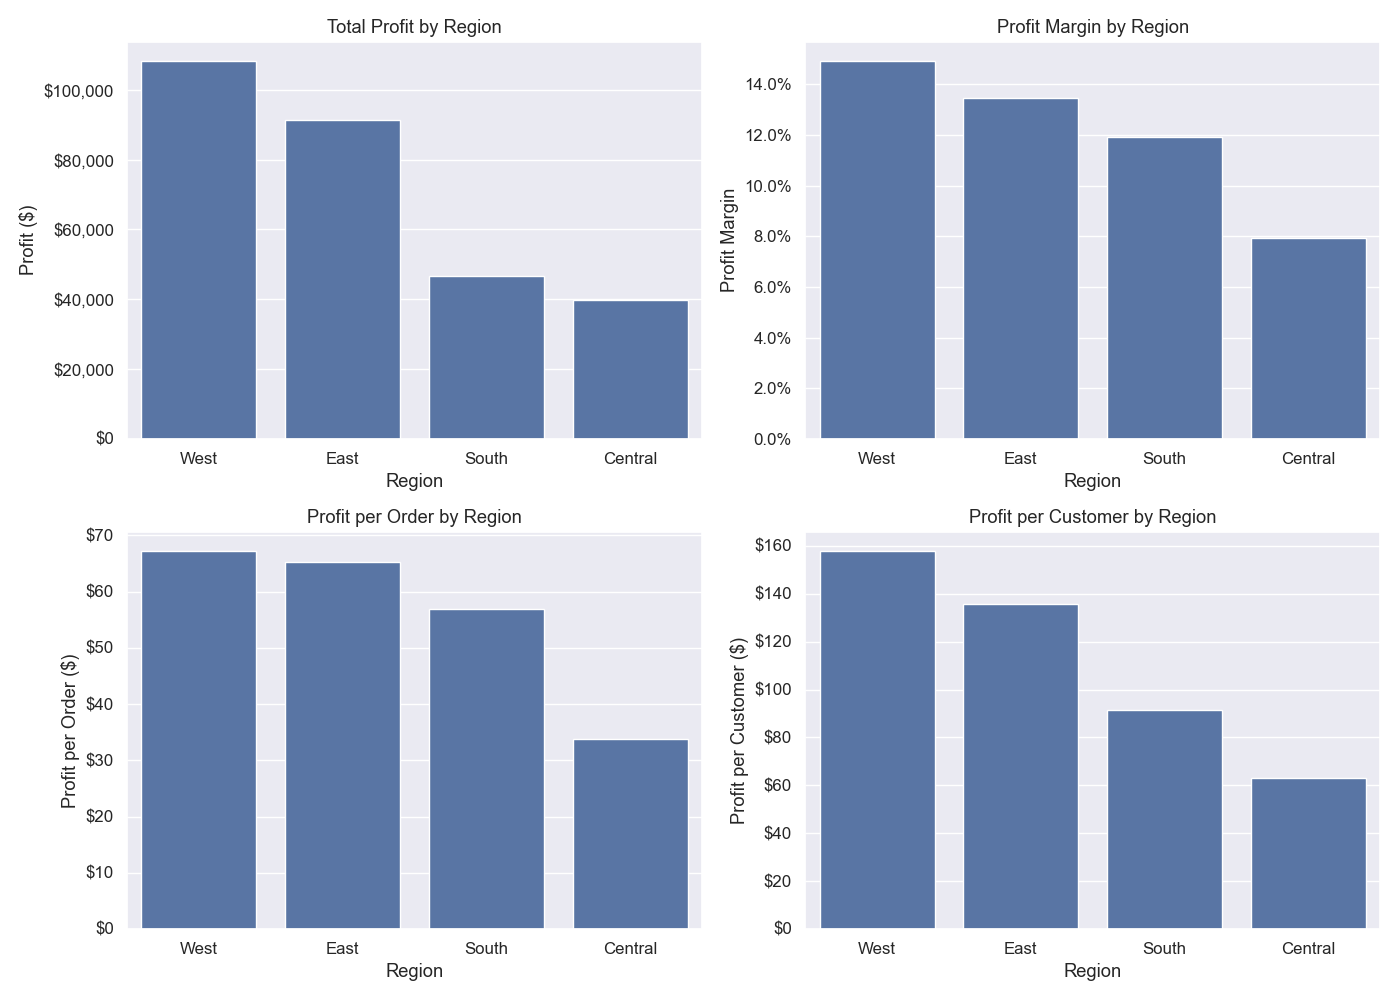 Total Profit by Region
Profit ($)
$100,000
$80,000
$60,000
$40,000
$20,000
$0
West East South Central
Region
Profit Margin by Region
Profit Margin
14.0%
12.0%
10.0%
8.0%
6.0%
4.0%
2.0%
0.0%
West East South Central
Region
Profit per Order by Region
Profit per Order ($)
$70
$60
$50
$40
$30
$20
$10
$0
West East South Central
Region
Profit per Customer by Region
Profit per Customer ($)
$160
$140
$120
$100
$80
$60
$40
$20
$0
West East South Central
Region